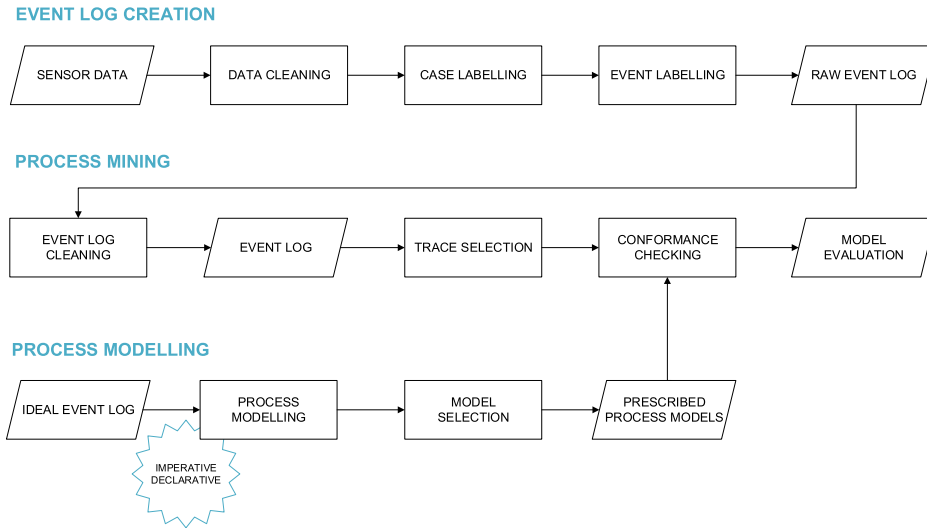 EVENT LOG CREATION
SENSOR DATA
DATA CLEANING
CASE LABELLING
EVENT LABELLING
RAW EVENT LOG
PROCESS MINING
EVENT LOG
CLEANING
EVENT LOG
TRACE SELECTION
CONFORMANCE
CHECKING
MODEL
EVALUATION
PROCESS MODELLING
IDEAL EVENT LOG
PROCESS
MODELLING
MODEL
SELECTION
PRESCRIBED
PROCESS MODELS
IMPERATIVE
DECLARATIVE